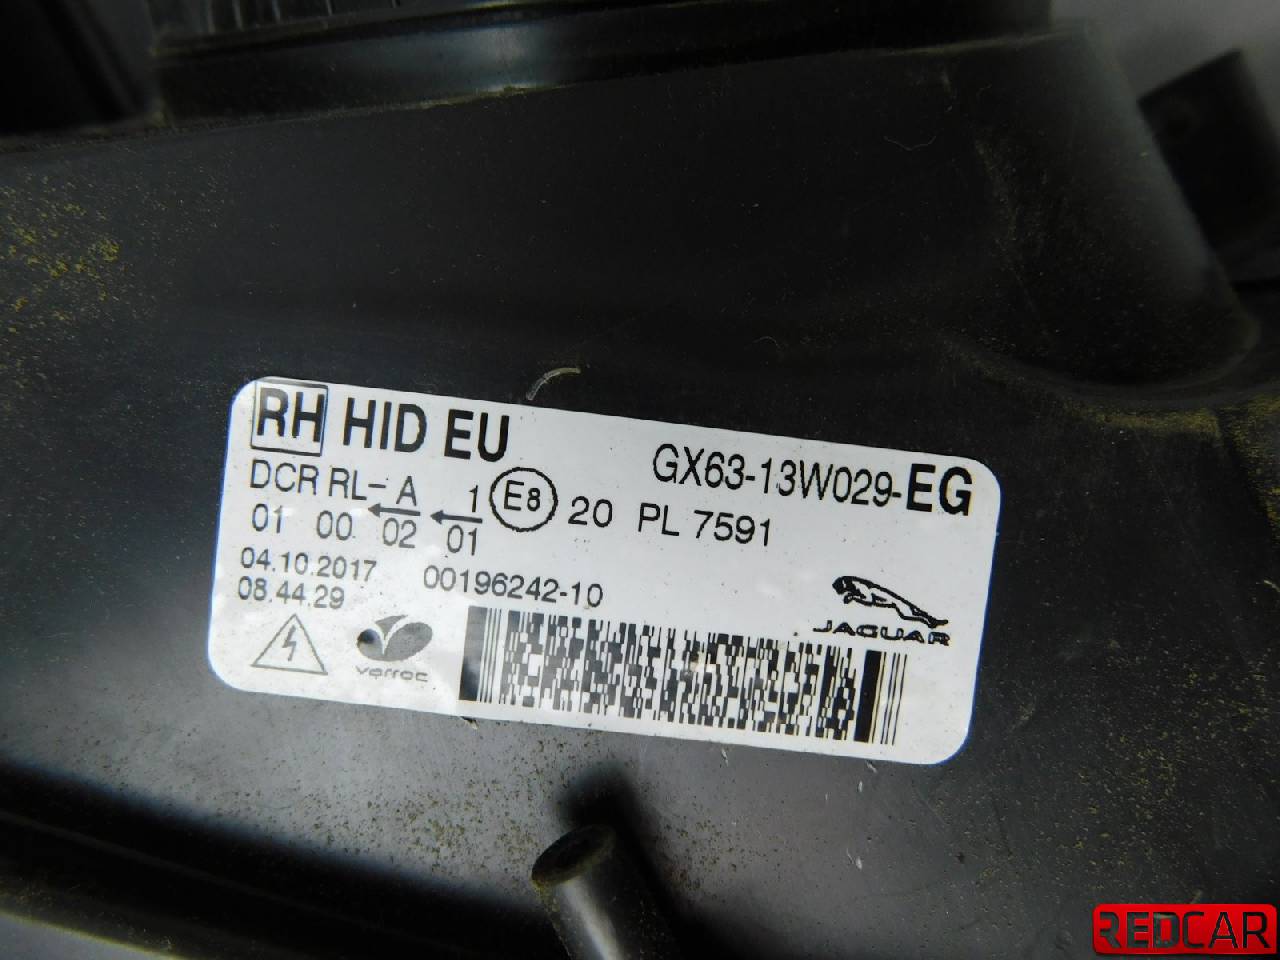 RH HID EU
GX63-13W029-EG
DCR RL- A 1 E8 20 PL 7591
01 00 02 01
04.10.2017 00196242-10
08.44.29
varroc
JAGUAR
REDCAR